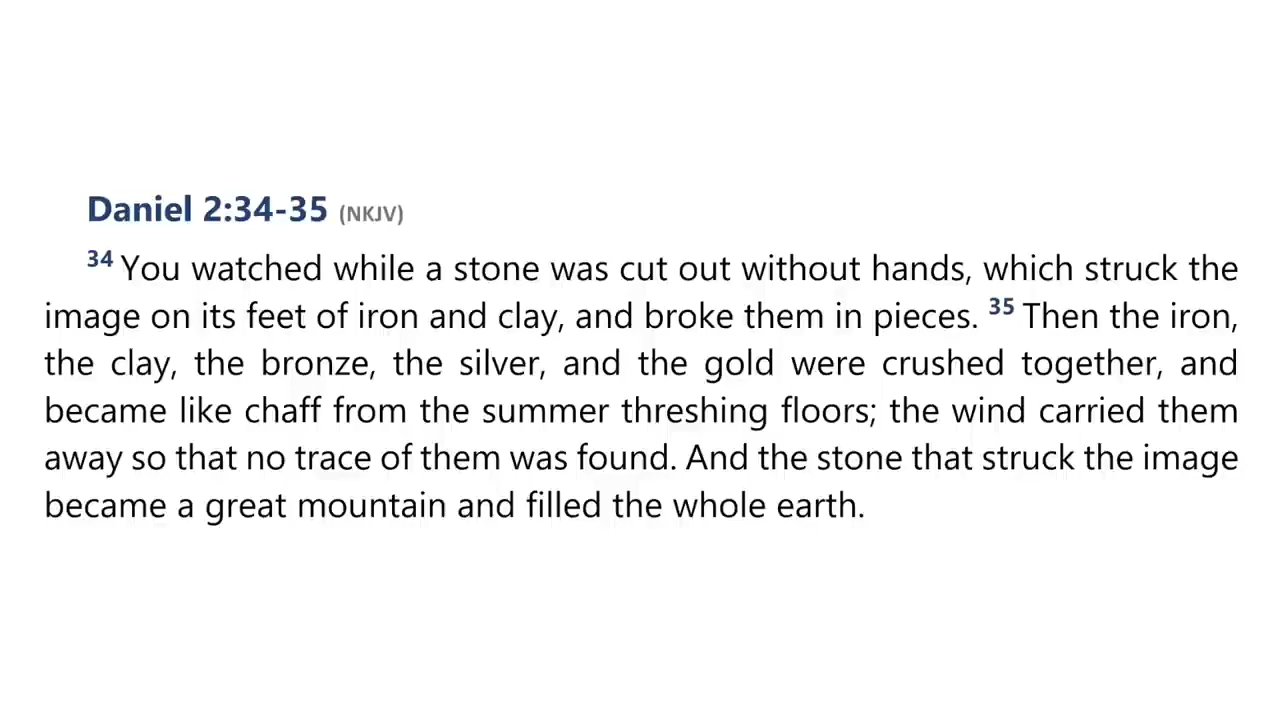 Daniel 2:34-35 (NKJV)
34 You watched while a stone was cut out without hands, which struck the
image on its feet of iron and clay, and broke them in pieces. 35 Then the iron,
the clay, the bronze, the silver, and the gold were crushed together, and
became like chaff from the summer threshing floors; the wind carried them
away so that no trace of them was found. And the stone that struck the image
became a great mountain and filled the whole earth.